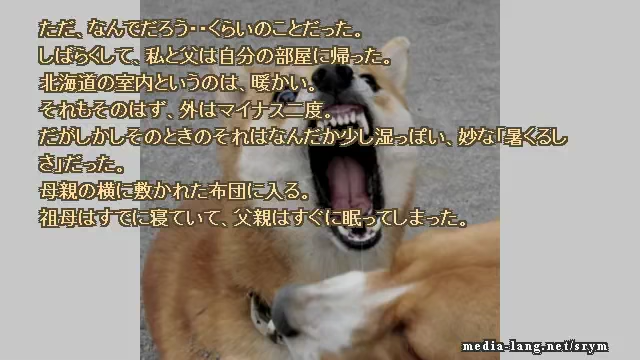 ただ、なんでだろう・・くらいのことだった。
しばらくして、私と父は自分の部屋に帰った。
北海道の室内というのは、暖かい。
それもそのはず、外はマイナス二度。
だがしかしそのときのそれはなんだか少し湿っぽい、妙な「暑くるし
さ」だった。
母親の横に敷かれた布団に入る。
祖母はすでに寝ていて、父親はすぐに眠ってしまった。
media-lang.net/srym